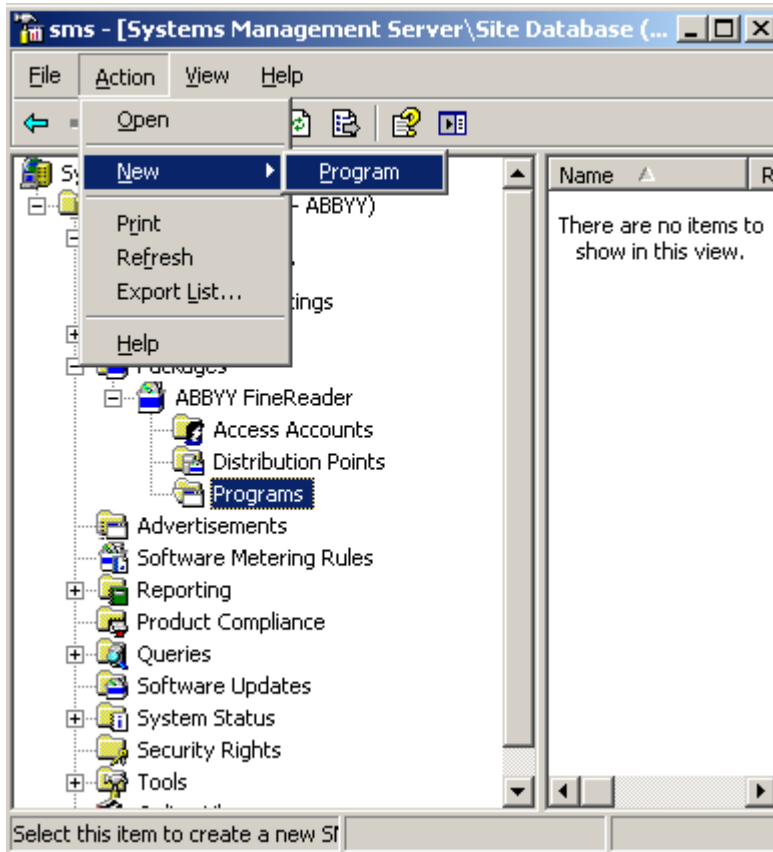 sms - [Systems Management Server\Site Database (...
File Action View Help
Open
New
Program
Print
Refresh
Export List...
Help
- ABBYY)
ings
Packages
ABBYY FineReader
Access Accounts
Distribution Points
Programs
Advertisements
Software Metering Rules
Reporting
Product Compliance
Queries
Software Updates
System Status
Security Rights
Tools
Name R
There are no items to
show in this view.
Select this item to create a new SM